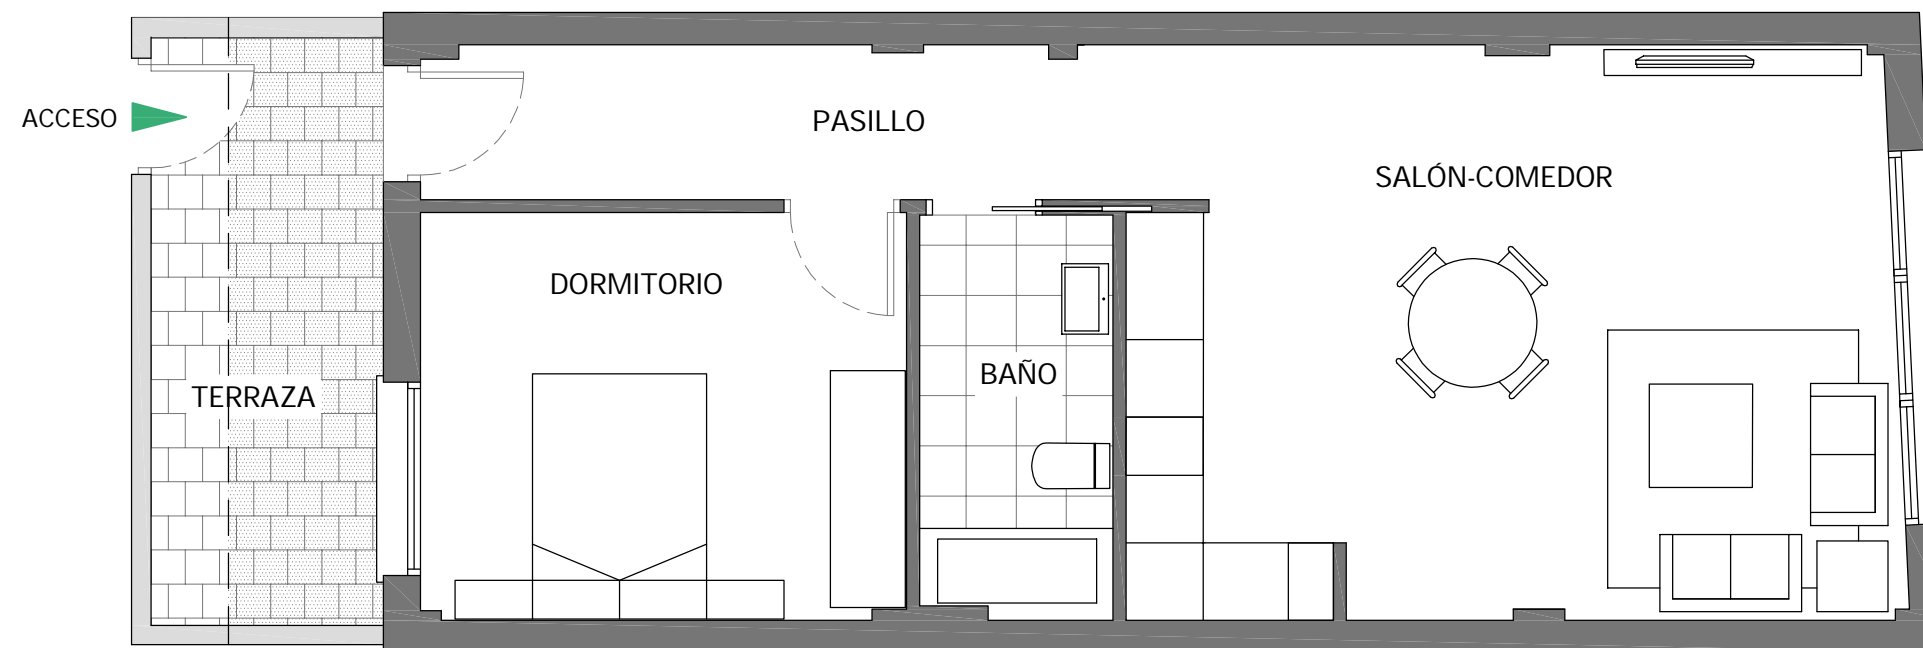 ACCESO
PASILLO
SALÓN-COMEDOR
DORMITORIO
BAÑO
TERRAZA